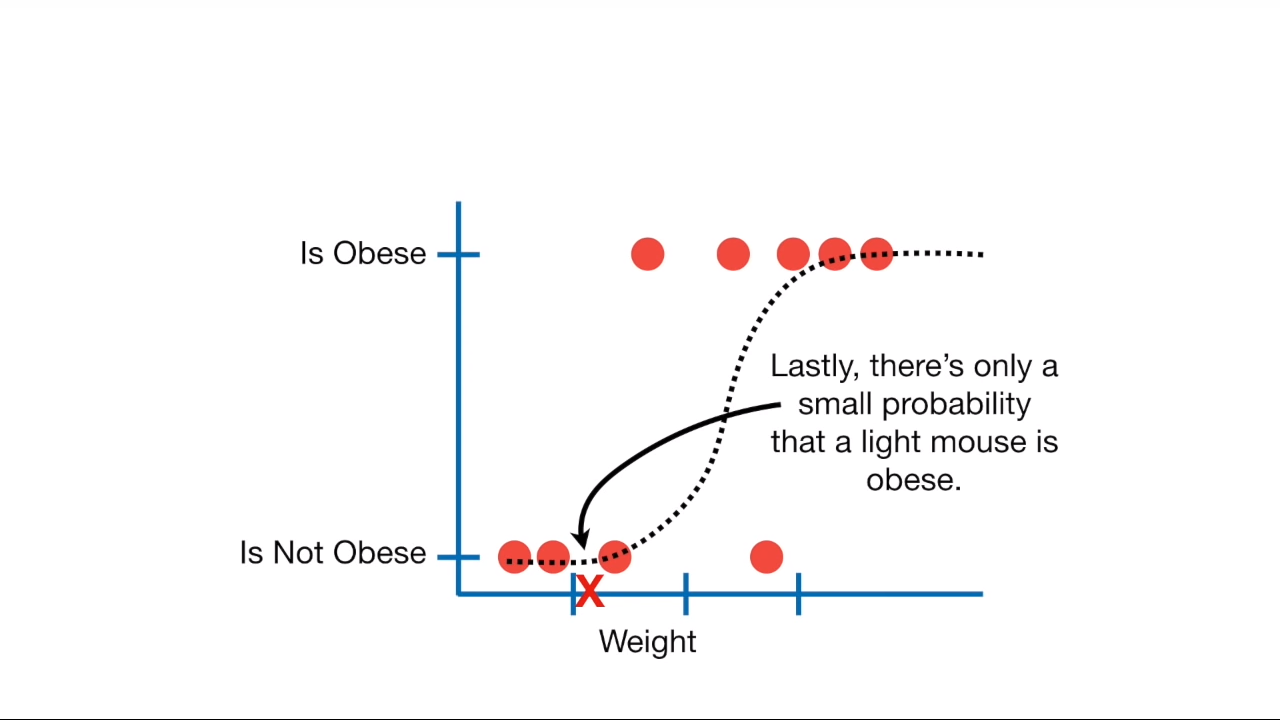 Is Obese
Lastly, there's only a
small probability
that a light mouse is
obese.
Is Not Obese
X
Weight